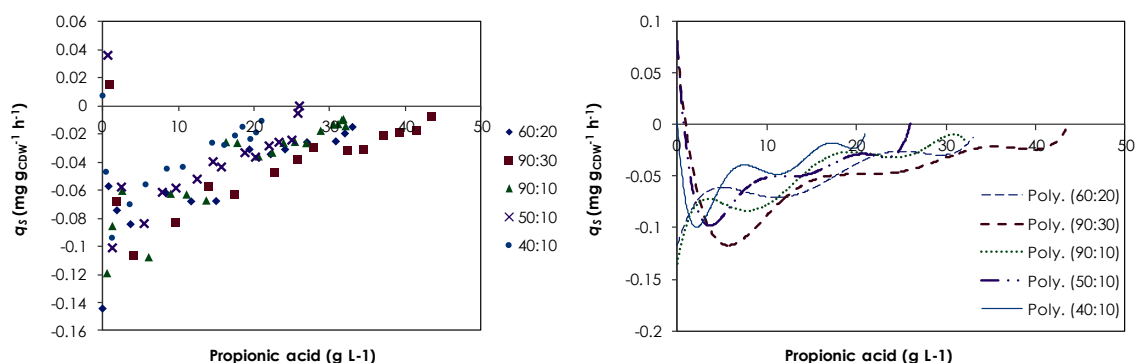 0.06
0.04
0.02
0
-0.02
-0.04
-0.06
-0.08
-0.1
-0.12
-0.14
-0.16
0 10 20 30 40 50
qS (mg gCDW-1 h-1)
Propionic acid (g L-1)
60:20
90:30
90:10
50:10
40:10
0.1
0.05
0
-0.05
-0.1
-0.15
-0.2
0 10 20 30 40 50
qS (mg gCDW-1 h-1)
Propionic acid (g L-1)
Poly. (60:20)
Poly. (90:30)
Poly. (90:10)
Poly. (50:10)
Poly. (40:10)